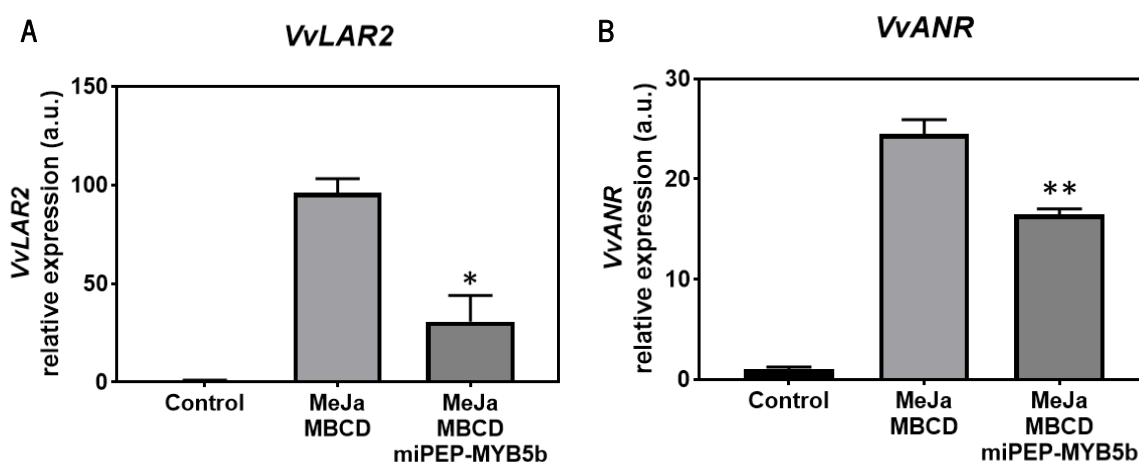 A
VvLAR2
VvLAR2
relative expression (a.u.)
150
100
50
0
*
Control
MeJa
MBCD
MeJa
MBCD
miPEP-MYB5b
B
VvANR
VvANR
relative expression (a.u.)
30
20
10
0
**
Control
MeJa
MBCD
MeJa
MBCD
miPEP-MYB5b